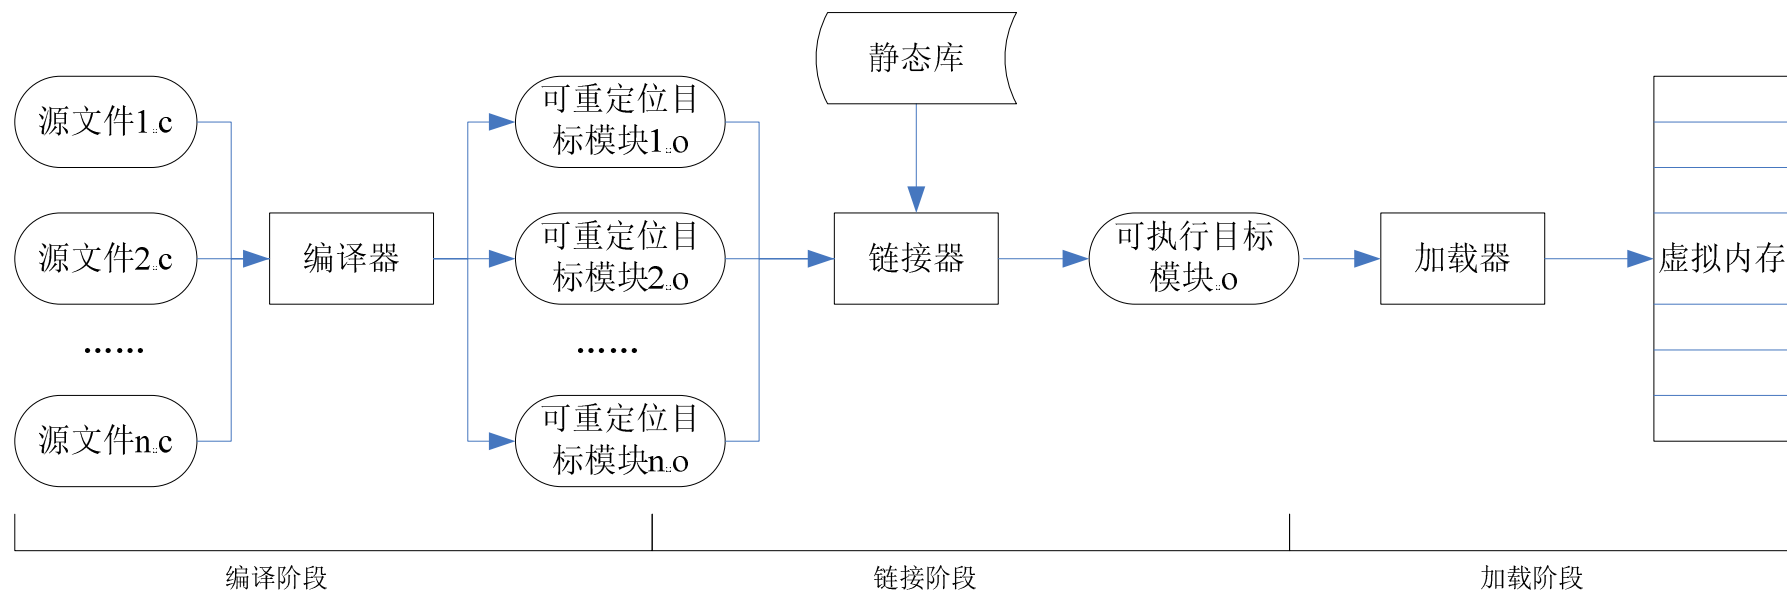 静态库
源文件1.c
可重定位目
标模块1.o
源文件2.c
编译器
可重定位目
标模块2.o
链接器
可执行目标
模块.o
加载器
虚拟内存
......
......
源文件n.c
可重定位目
标模块n.o
编译阶段
链接阶段
加载阶段